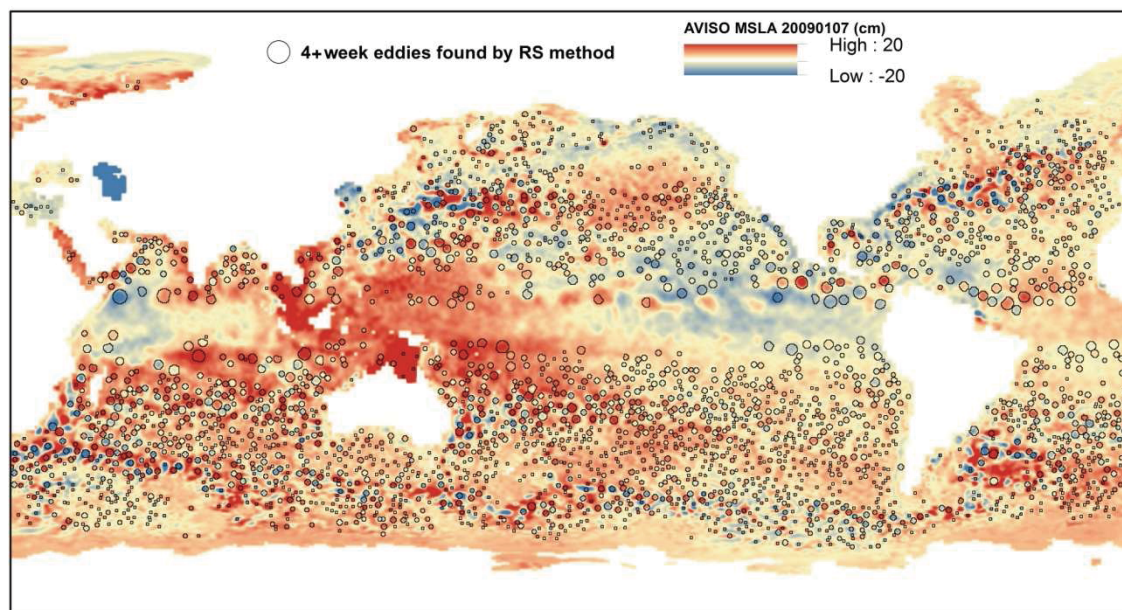 AVISO MSLA 20090107 (cm)
4+week eddies found by RS method
High : 20
Low : -20